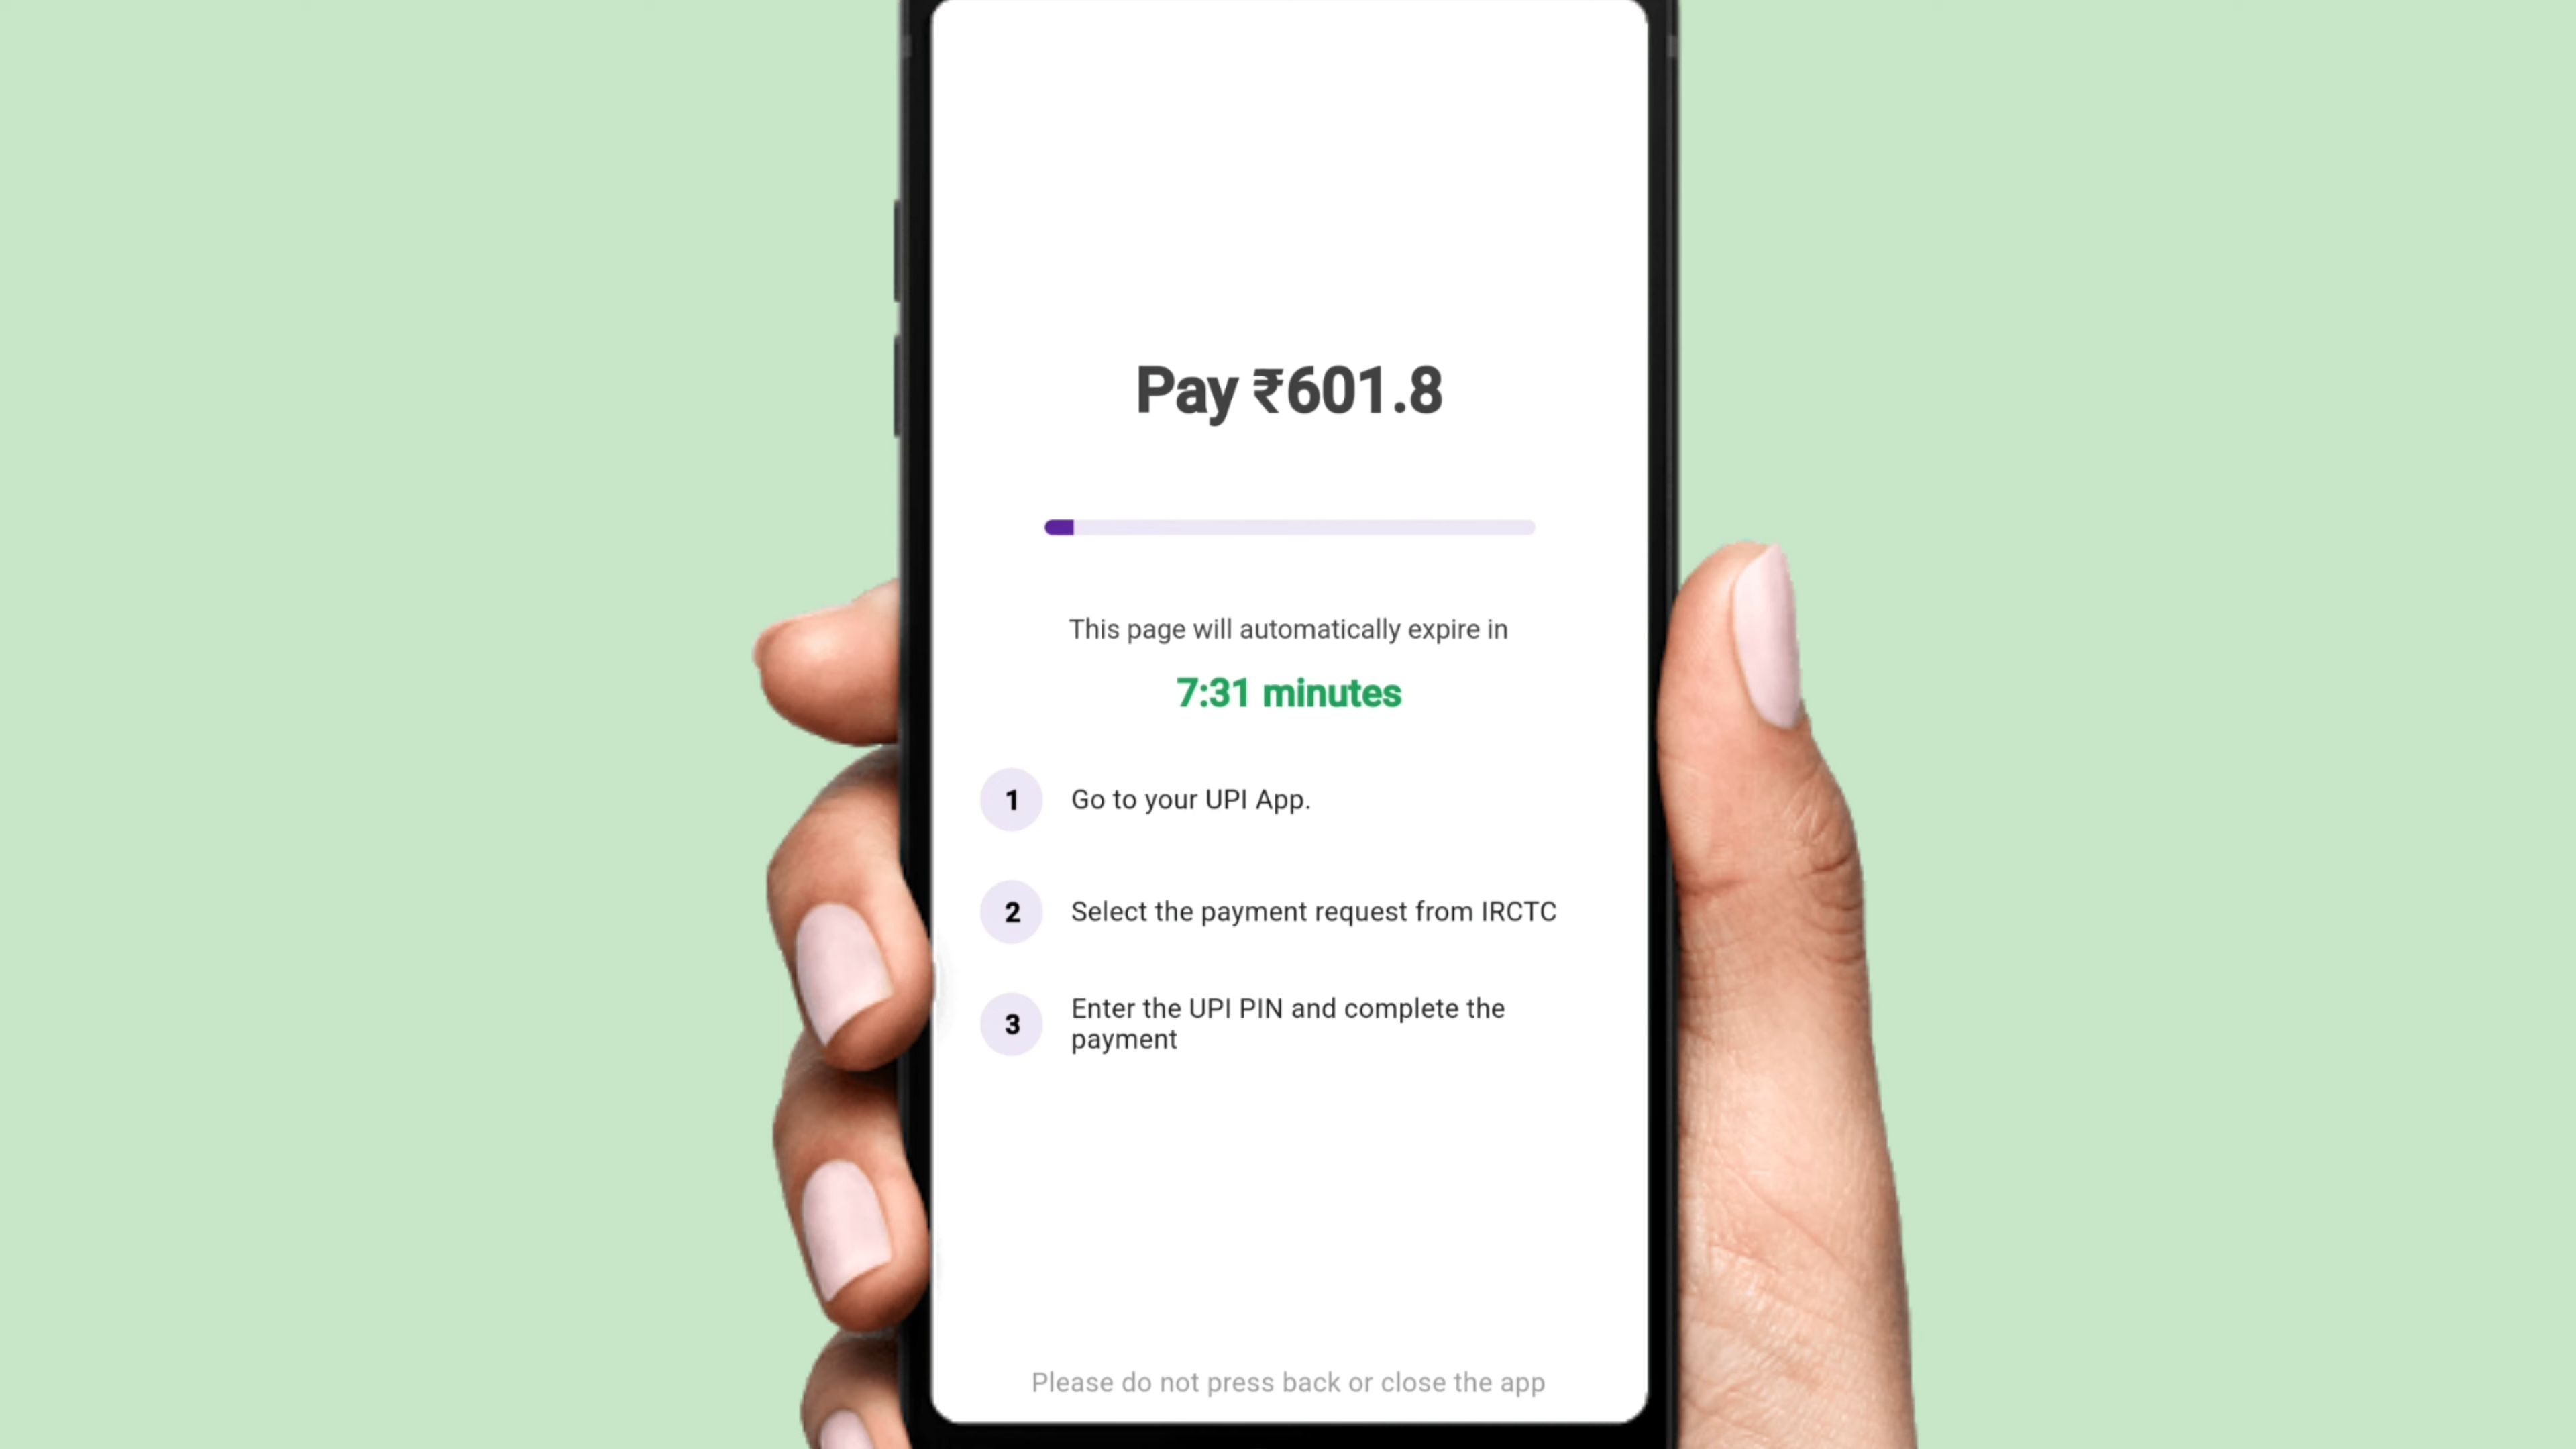 Pay ₹601.8
This page will automatically expire in
7:31 minutes
1 Go to your UPI App.
2 Select the payment request from IRCTC
3 Enter the UPI PIN and complete the
payment
Please do not press back or close the app